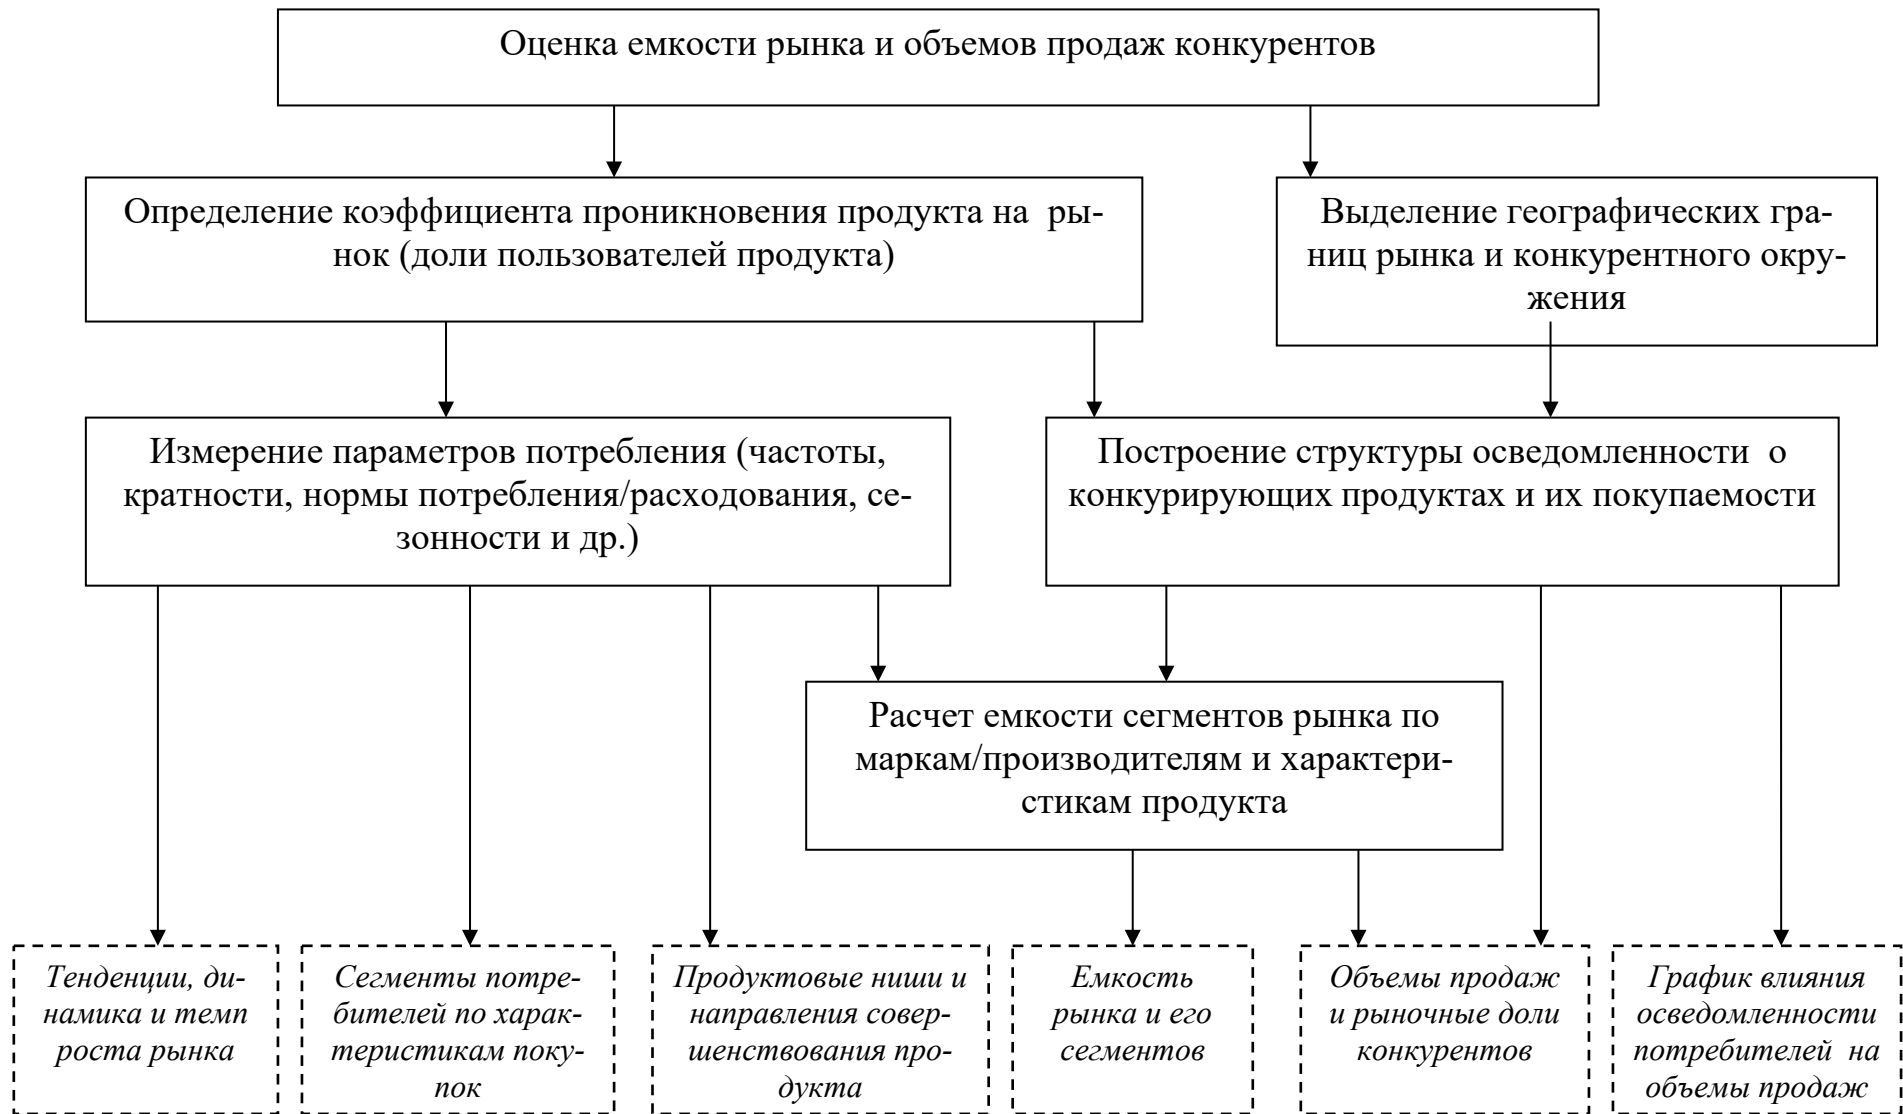 Оценка емкости рынка и объемов продаж конкурентов
Определение коэффициента проникновения продукта на  ры-
нок (доли пользователей продукта)
Выделение географических гра-
ниц рынка и конкурентного окру-
жения
Измерение параметров потребления (частоты,
кратности, нормы потребления/расходования, се-
зонности и др.)
Построение структуры осведомленности  о
конкурирующих продуктах и их покупаемости
Расчет емкости сегментов рынка по
маркам/производителям и характери-
стикам продукта
Тенденции, ди-
намика и темп
роста рынка
Сегменты потре-
бителей по харак-
теристикам поку-
пок
Продуктовые ниши и
направления совер-
шенствования про-
дукта
Емкость
рынка и его
сегментов
Объемы продаж
и рыночные доли
конкурентов
График влияния
осведомленности
потребителей  на
объемы продаж